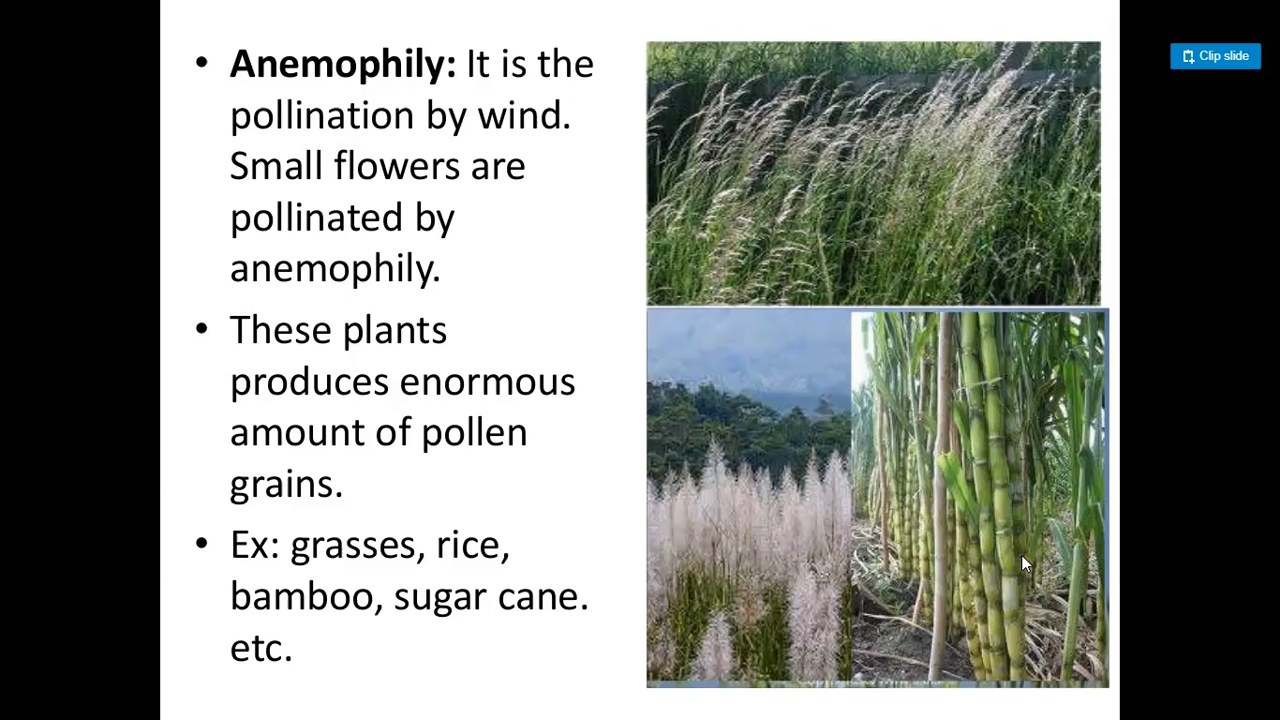 • Anemophily: It is the
pollination by wind.
Small flowers are
pollinated by
anemophily.
• These plants
produces enormous
amount of pollen
grains.
• Ex: grasses, rice,
bamboo, sugar cane.
etc.
Clip slide